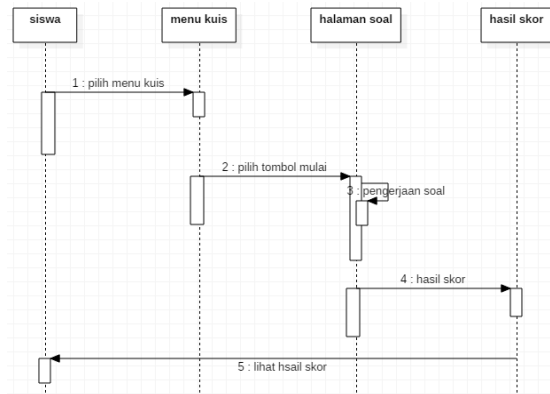 siswa
menu kuis
halaman soal
hasil skor
1 : pilih menu kuis
2 : pilih tombol mulai
3 : pengerjaan soal
4 : hasil skor
5 : lihat hsail skor